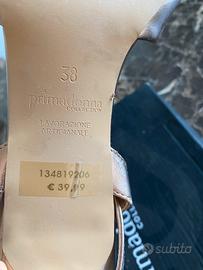 38
primadonna
COLLECTION
LAVORAZIONE
ARTIGIANALE
134819206
€ 39,99
subito